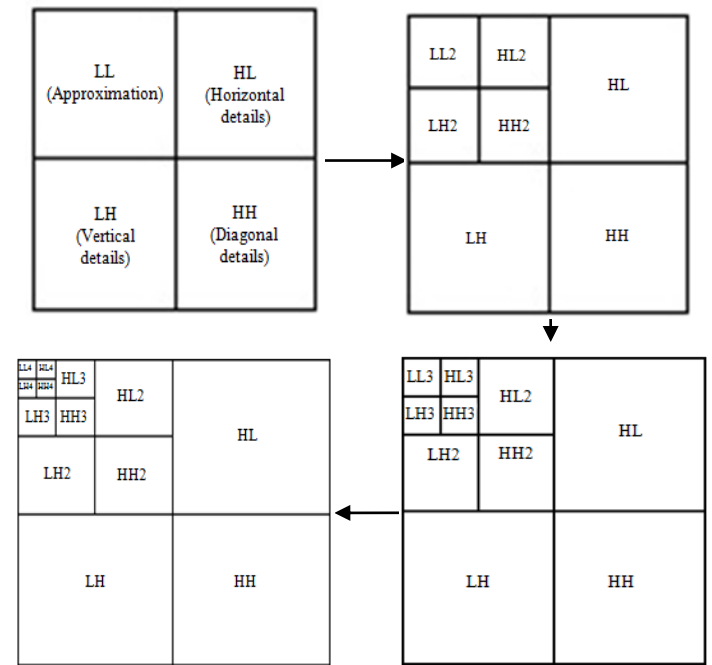 LL
(Approximation)
HL
(Horizontal
details)
LH
(Vertical
details)
HH
(Diagonal
details)
LL2 HL2
HL
LH2 HH2
LH HH
LL4 HL4
LH4 HH4
HL3
HL2
LH3 HH3
HL
LH2 HH2
LH HH
LL3 HL3
HL2
LH3 HH3
HL
LH2 HH2
LH HH